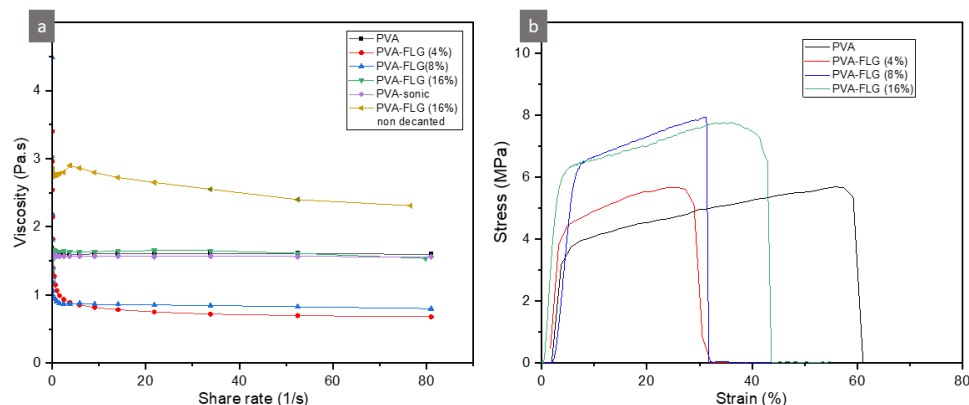 a
PVA
PVA-FLG (4%)
PVA-FLG(8%)
PVA-FLG (16%)
PVA-sonic
PVA-FLG (16%)
non decanted
4
3
2
1
0
Viscosity (Pa.s)
0
20
40
60
80
Share rate (1/s)
b
PVA
PVA-FLG (4%)
PVA-FLG (8%)
PVA-FLG (16%)
10
8
6
4
2
0
Stress (MPa)
0
20
40
60
80
Strain (%)